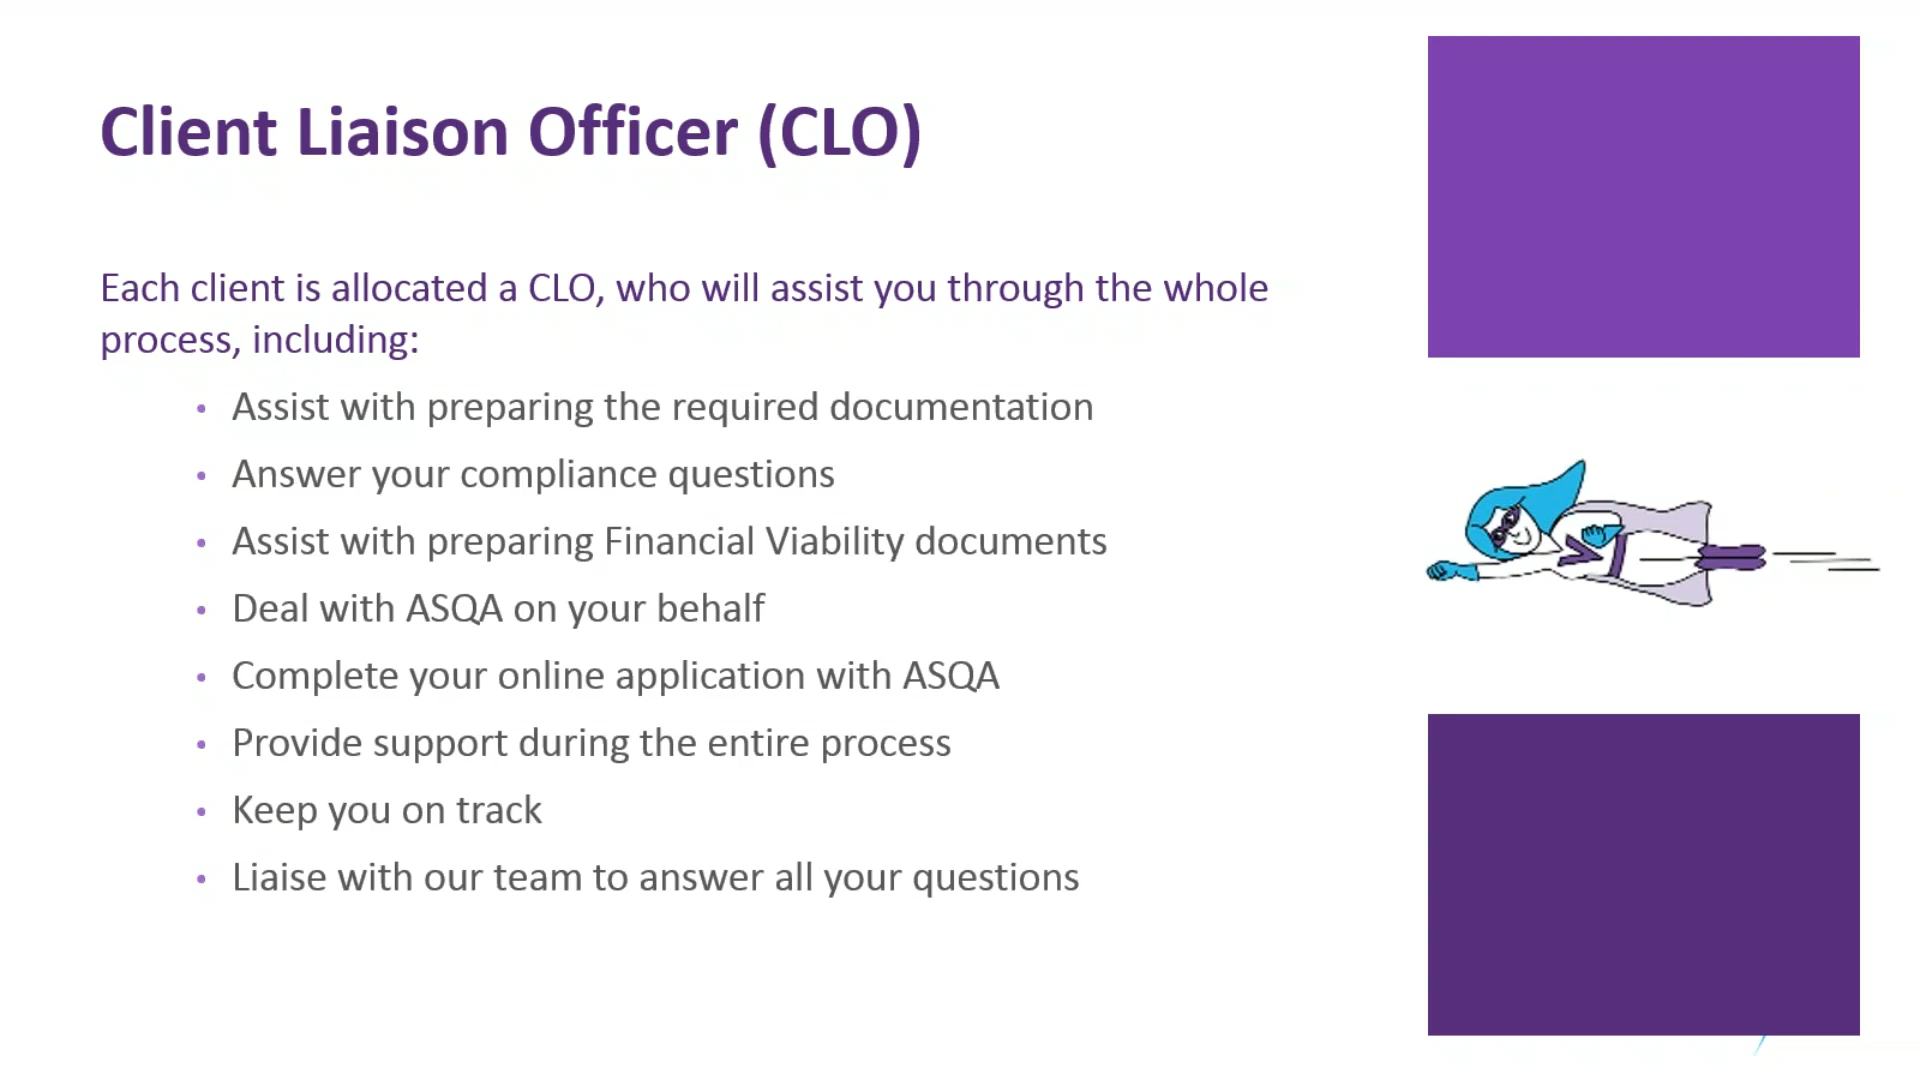 Client Liaison Officer (CLO)
Each client is allocated a CLO, who will assist you through the whole
process, including:
• Assist with preparing the required documentation
• Answer your compliance questions
• Assist with preparing Financial Viability documents
• Deal with ASQA on your behalf
• Complete your online application with ASQA
• Provide support during the entire process
• Keep you on track
• Liaise with our team to answer all your questions